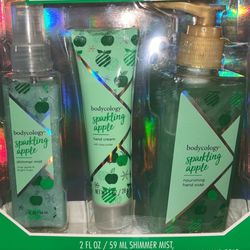 bodycology
sparkling
apple
shimmer mist
bodycology
sparkling
apple
hand cream
bodycology
sparkling
apple
nourishing
hand soap
2 FL OZ / 59 ML SHIMMER MIST,